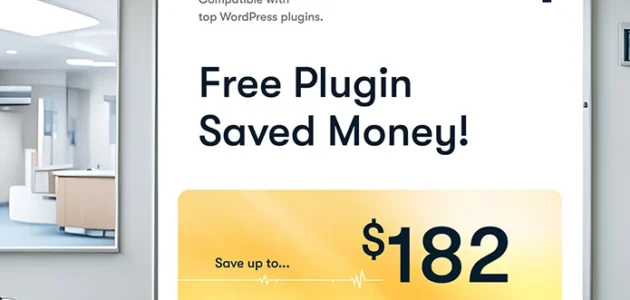 Compatible with
top WordPress plugins.
Free Plugin
Saved Money!
Save up to...
$182